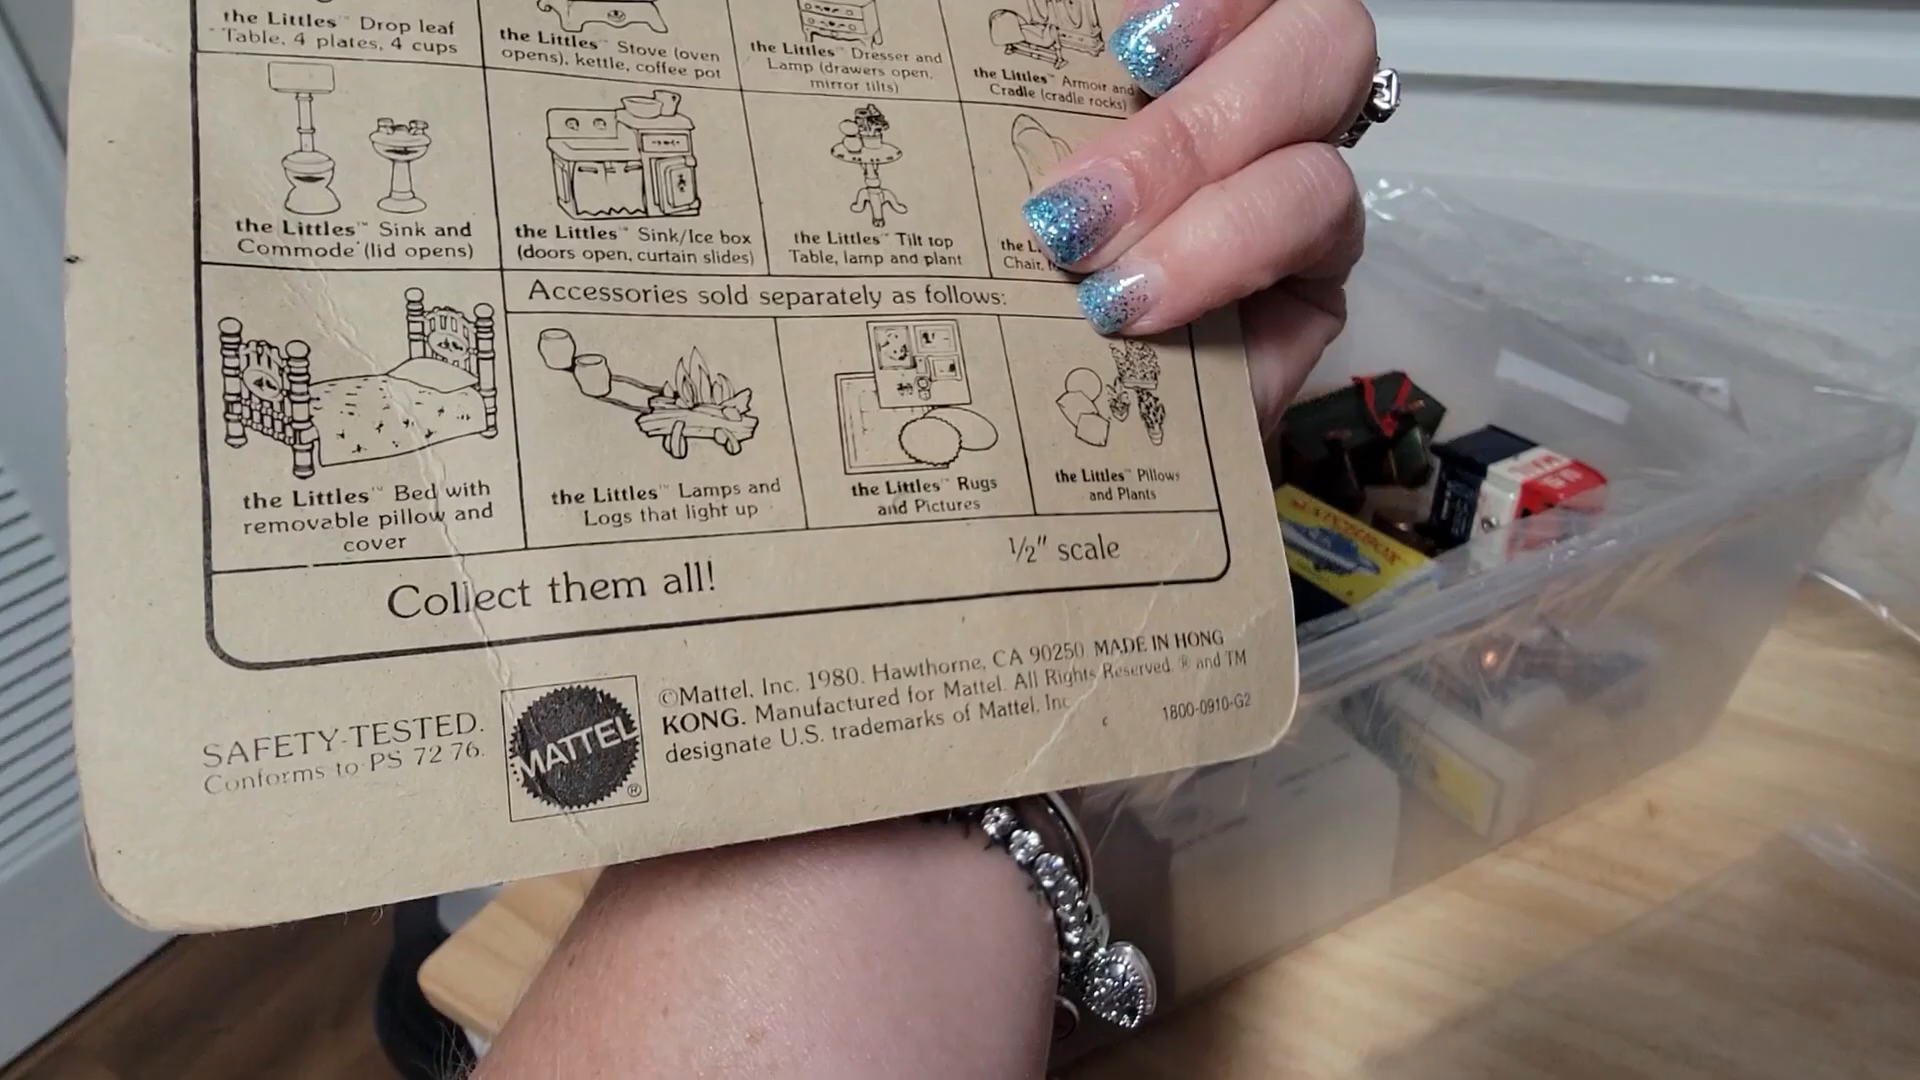 the Littles™ Drop leaf
Table, 4 plates, 4 cups
the Littles™ Stove (oven
opens), kettle, coffee pot
the Littles™ Dresser and
Lamp (drawers open,
mirror tilts)
the Littles™ Armoir and
Cradle (cradle rocks)
the Littles™ Sink and
Commode (lid opens)
the Littles™ Sink/Ice box
(doors open, curtain slides)
the Littles™ Tilt top
Table, lamp and plant
the
Chair,
Accessories sold separately as follows:
the Littles™ Bed with
removable pillow and
cover
the Littles™ Lamps and
Logs that light up
the Littles™ Rugs
and Pictures
the Littles™ Pillows
and Plants
Collect them all!
½" scale
SAFETY-TESTED.
Conforms to PS 72 76.
MATTEL
®
©Mattel, Inc. 1980. Hawthorne, CA 90250. MADE IN HONG
KONG. Manufactured for Mattel. All Rights Reserved. ® and TM
designate U.S. trademarks of Mattel, Inc.
c
1800-0910-G2